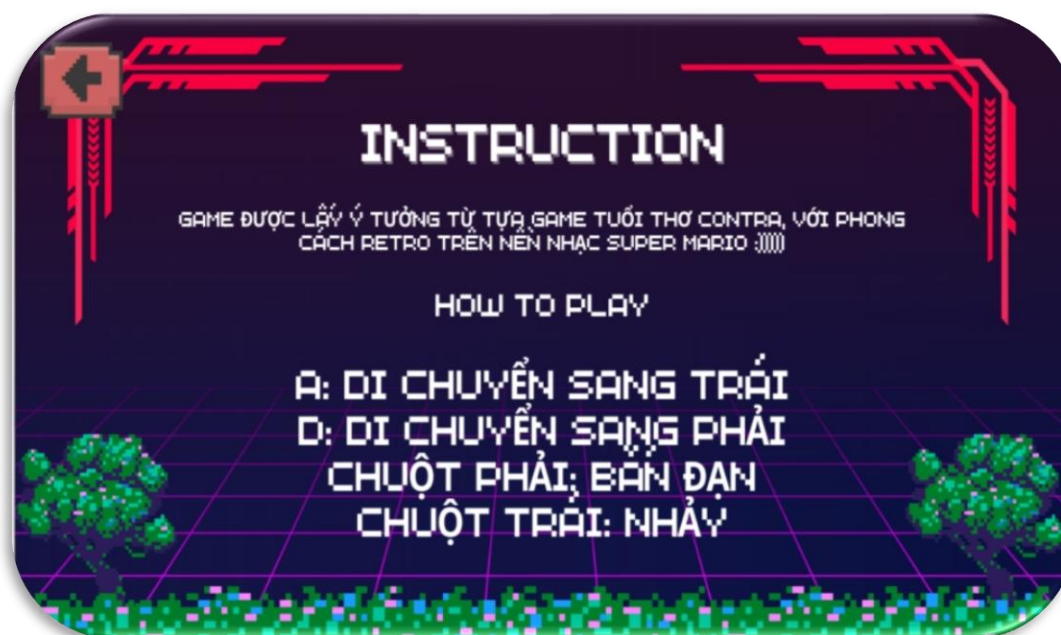 INSTRUCTION
GAME ĐƯỢC LẤY Ý TƯỞNG TỪ TỰA GAME TUỔI THƠ CONTRA, VỚI PHONG
CÁCH RETRO TRÊN NỀN NHẠC SUPER MARIO :)))))
HOW TO PLAY
A: DI CHUYỂN SANG TRÁI
D: DI CHUYỂN SANG PHẢI
CHUỘT PHẢI: BẮN ĐẠN
CHUỘT TRÁI: NHẢY